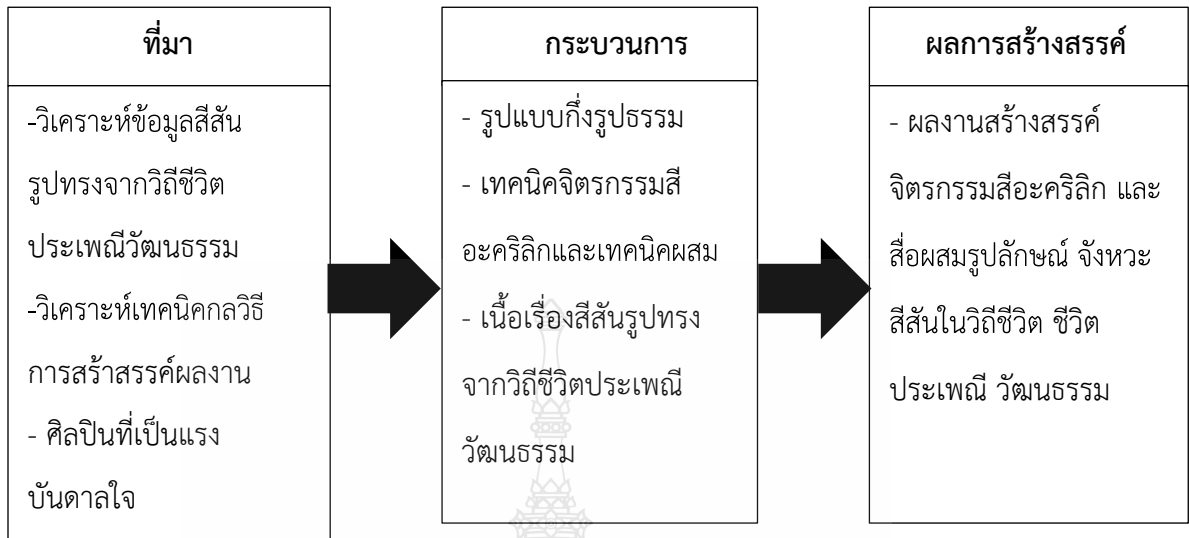 ที่มา
-วิเคราะห์ข้อมูลสีสัน
รูปทรงจากวิถีชีวิต
ประเพณีวัฒนธรรม
-วิเคราะห์เทคนิคกลวิธี
การสร้าสรรค์ผลงาน
- ศิลปินที่เป็นแรง
บันดาลใจ
กระบวนการ
- รูปแบบกึ่งรูปธรรม
- เทคนิคจิตรกรรมสี
อะคริลิกและเทคนิคผสม
- เนื้อเรื่องสีสันรูปทรง
จากวิถีชีวิตประเพณี
วัฒนธรรม
ผลการสร้างสรรค์
- ผลงานสร้างสรรค์
จิตรกรรมสีอะคริลิก และ
สื่อผสมรูปลักษณ์ จังหวะ
สีสันในวิถีชีวิต ชีวิต
ประเพณี วัฒนธรรม